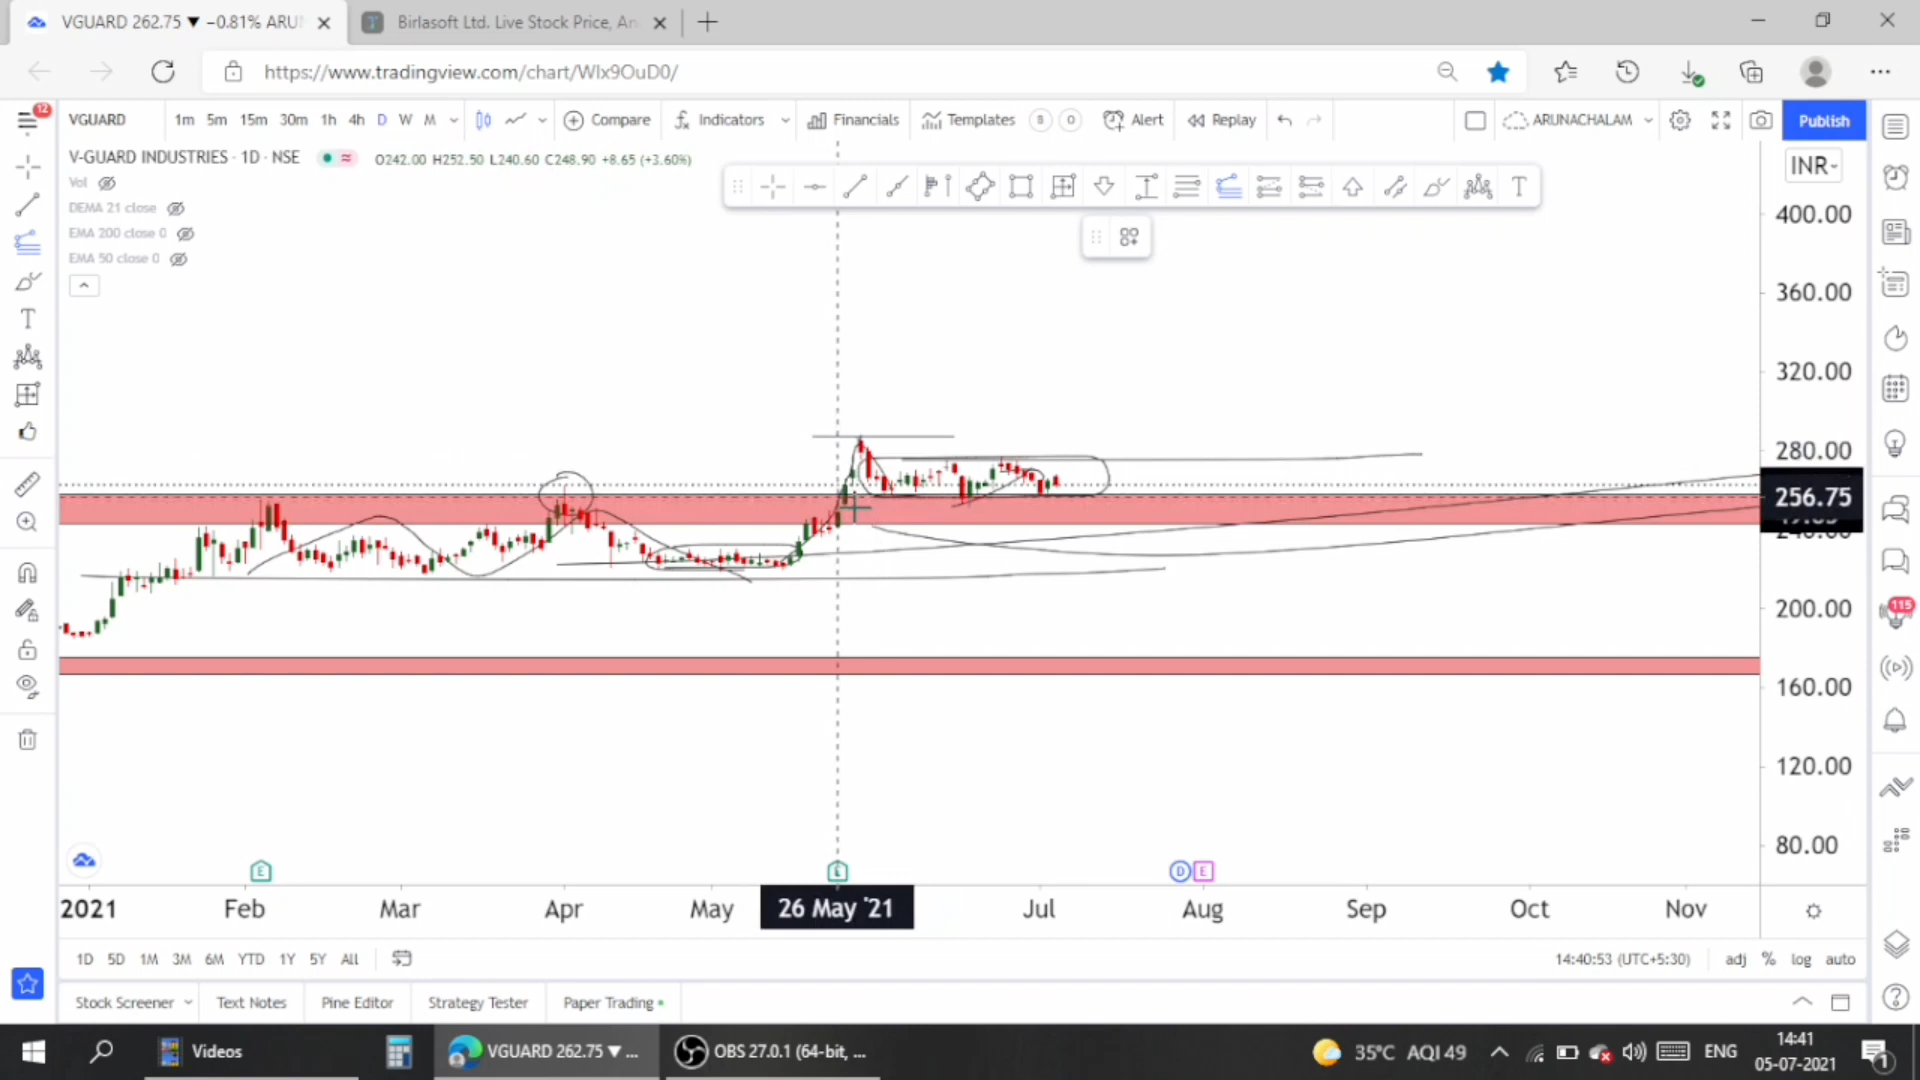 VGUARD 262.75 ▼ −0.81% ARU
Birlasoft Ltd. Live Stock Price, An
https://www.tradingview.com/chart/WIx9OuD0/
12
VGUARD 1m 5m 15m 30m 1h 4h D W M Compare Indicators Financials Templates B O Alert Replay ARUNACHALAM Publish
V-GUARD INDUSTRIES · 1D · NSE O242.00 H252.50 L240.60 C248.90 +8.65 (+3.60%)
INR
Vol
DEMA 21 close
EMA 200 close 0
EMA 50 close 0
T
T
400.00
360.00
320.00
280.00
256.75
200.00
160.00
120.00
80.00
115
E
E
D E
2021 Feb Mar Apr May 26 May '21 Jul Aug Sep Oct Nov
1D 5D 1M 3M 6M YTD 1Y 5Y All 14:40:53 (UTC+5:30) adj % log auto
Stock Screener Text Notes Pine Editor Strategy Tester Paper Trading
Videos VGUARD 262.75 ▼ ... OBS 27.0.1 (64-bit, ... 35°C AQI 49 ENG 14:41
05-07-2021
1